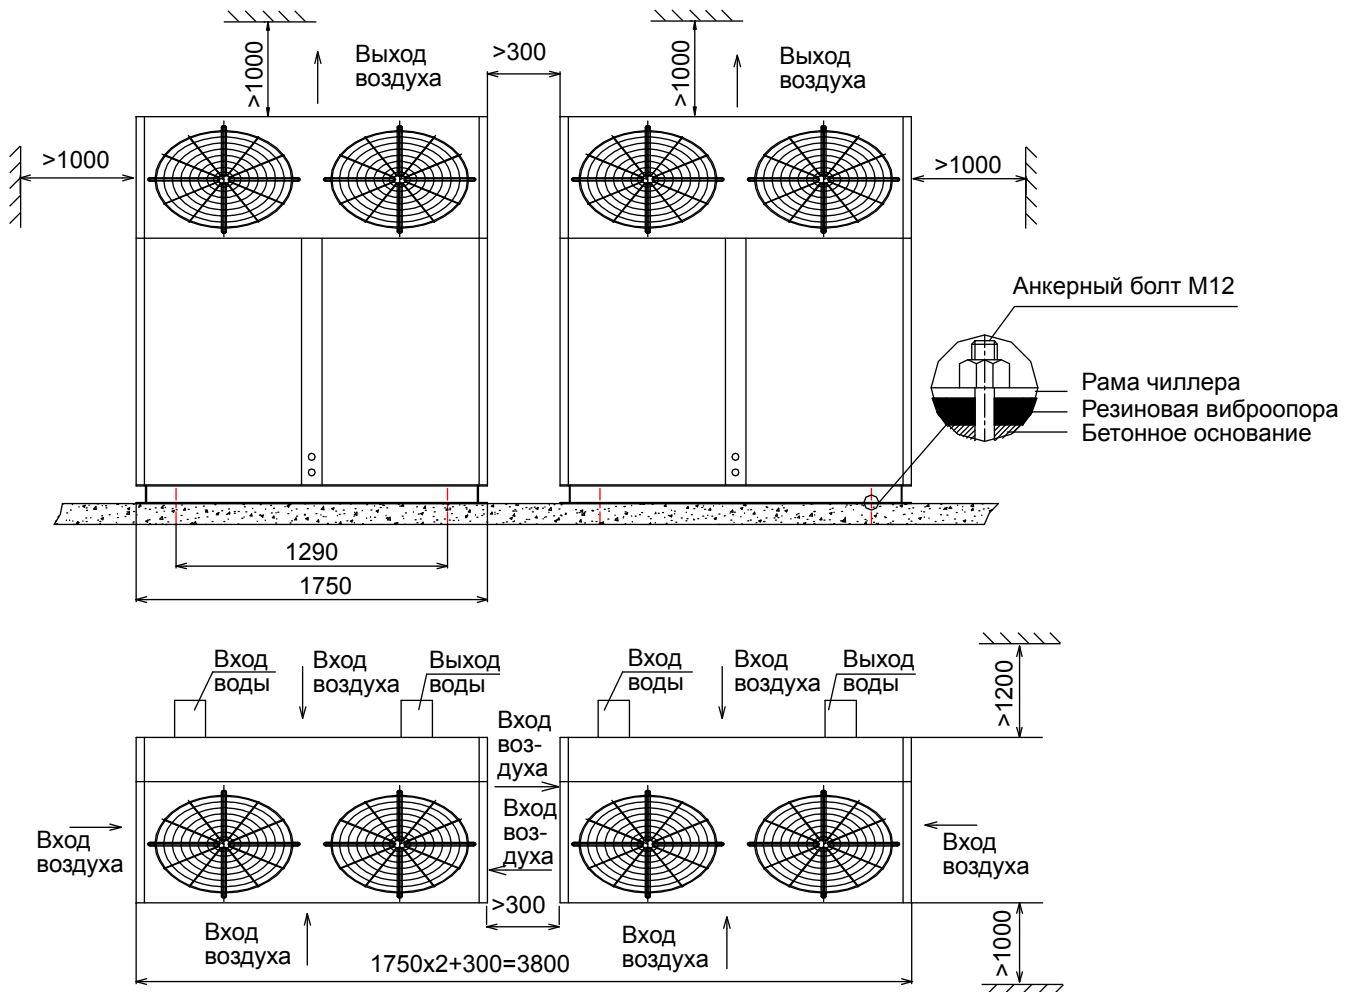 >1000
Выход
воздуха
>300
>1000
Выход
воздуха
>1000
>1000
Анкерный болт М12
Рама чиллера
Резиновая виброопора
Бетонное основание
1290
1750
Вход
воды
Вход
воздуха
Выход
воды
Вход
воды
Вход
воздуха
Выход
воды
>1200
Вход
воз-
духа
Вход
воз-
духа
Вход
воздуха
Вход
воздуха
>300
Вход
воздуха
Вход
воздуха
>1000
1750x2+300=3800